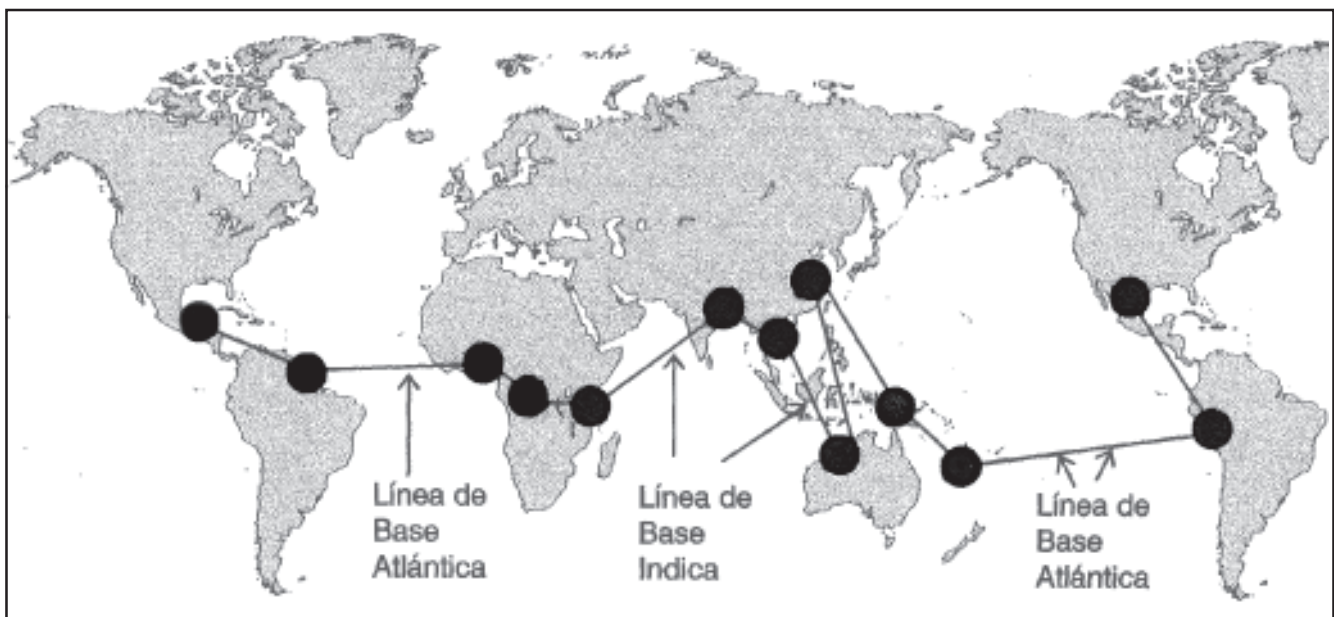 Línea de
Base
Atlántica
Línea de
Base
Indica
Línea de
Base
Atlántica